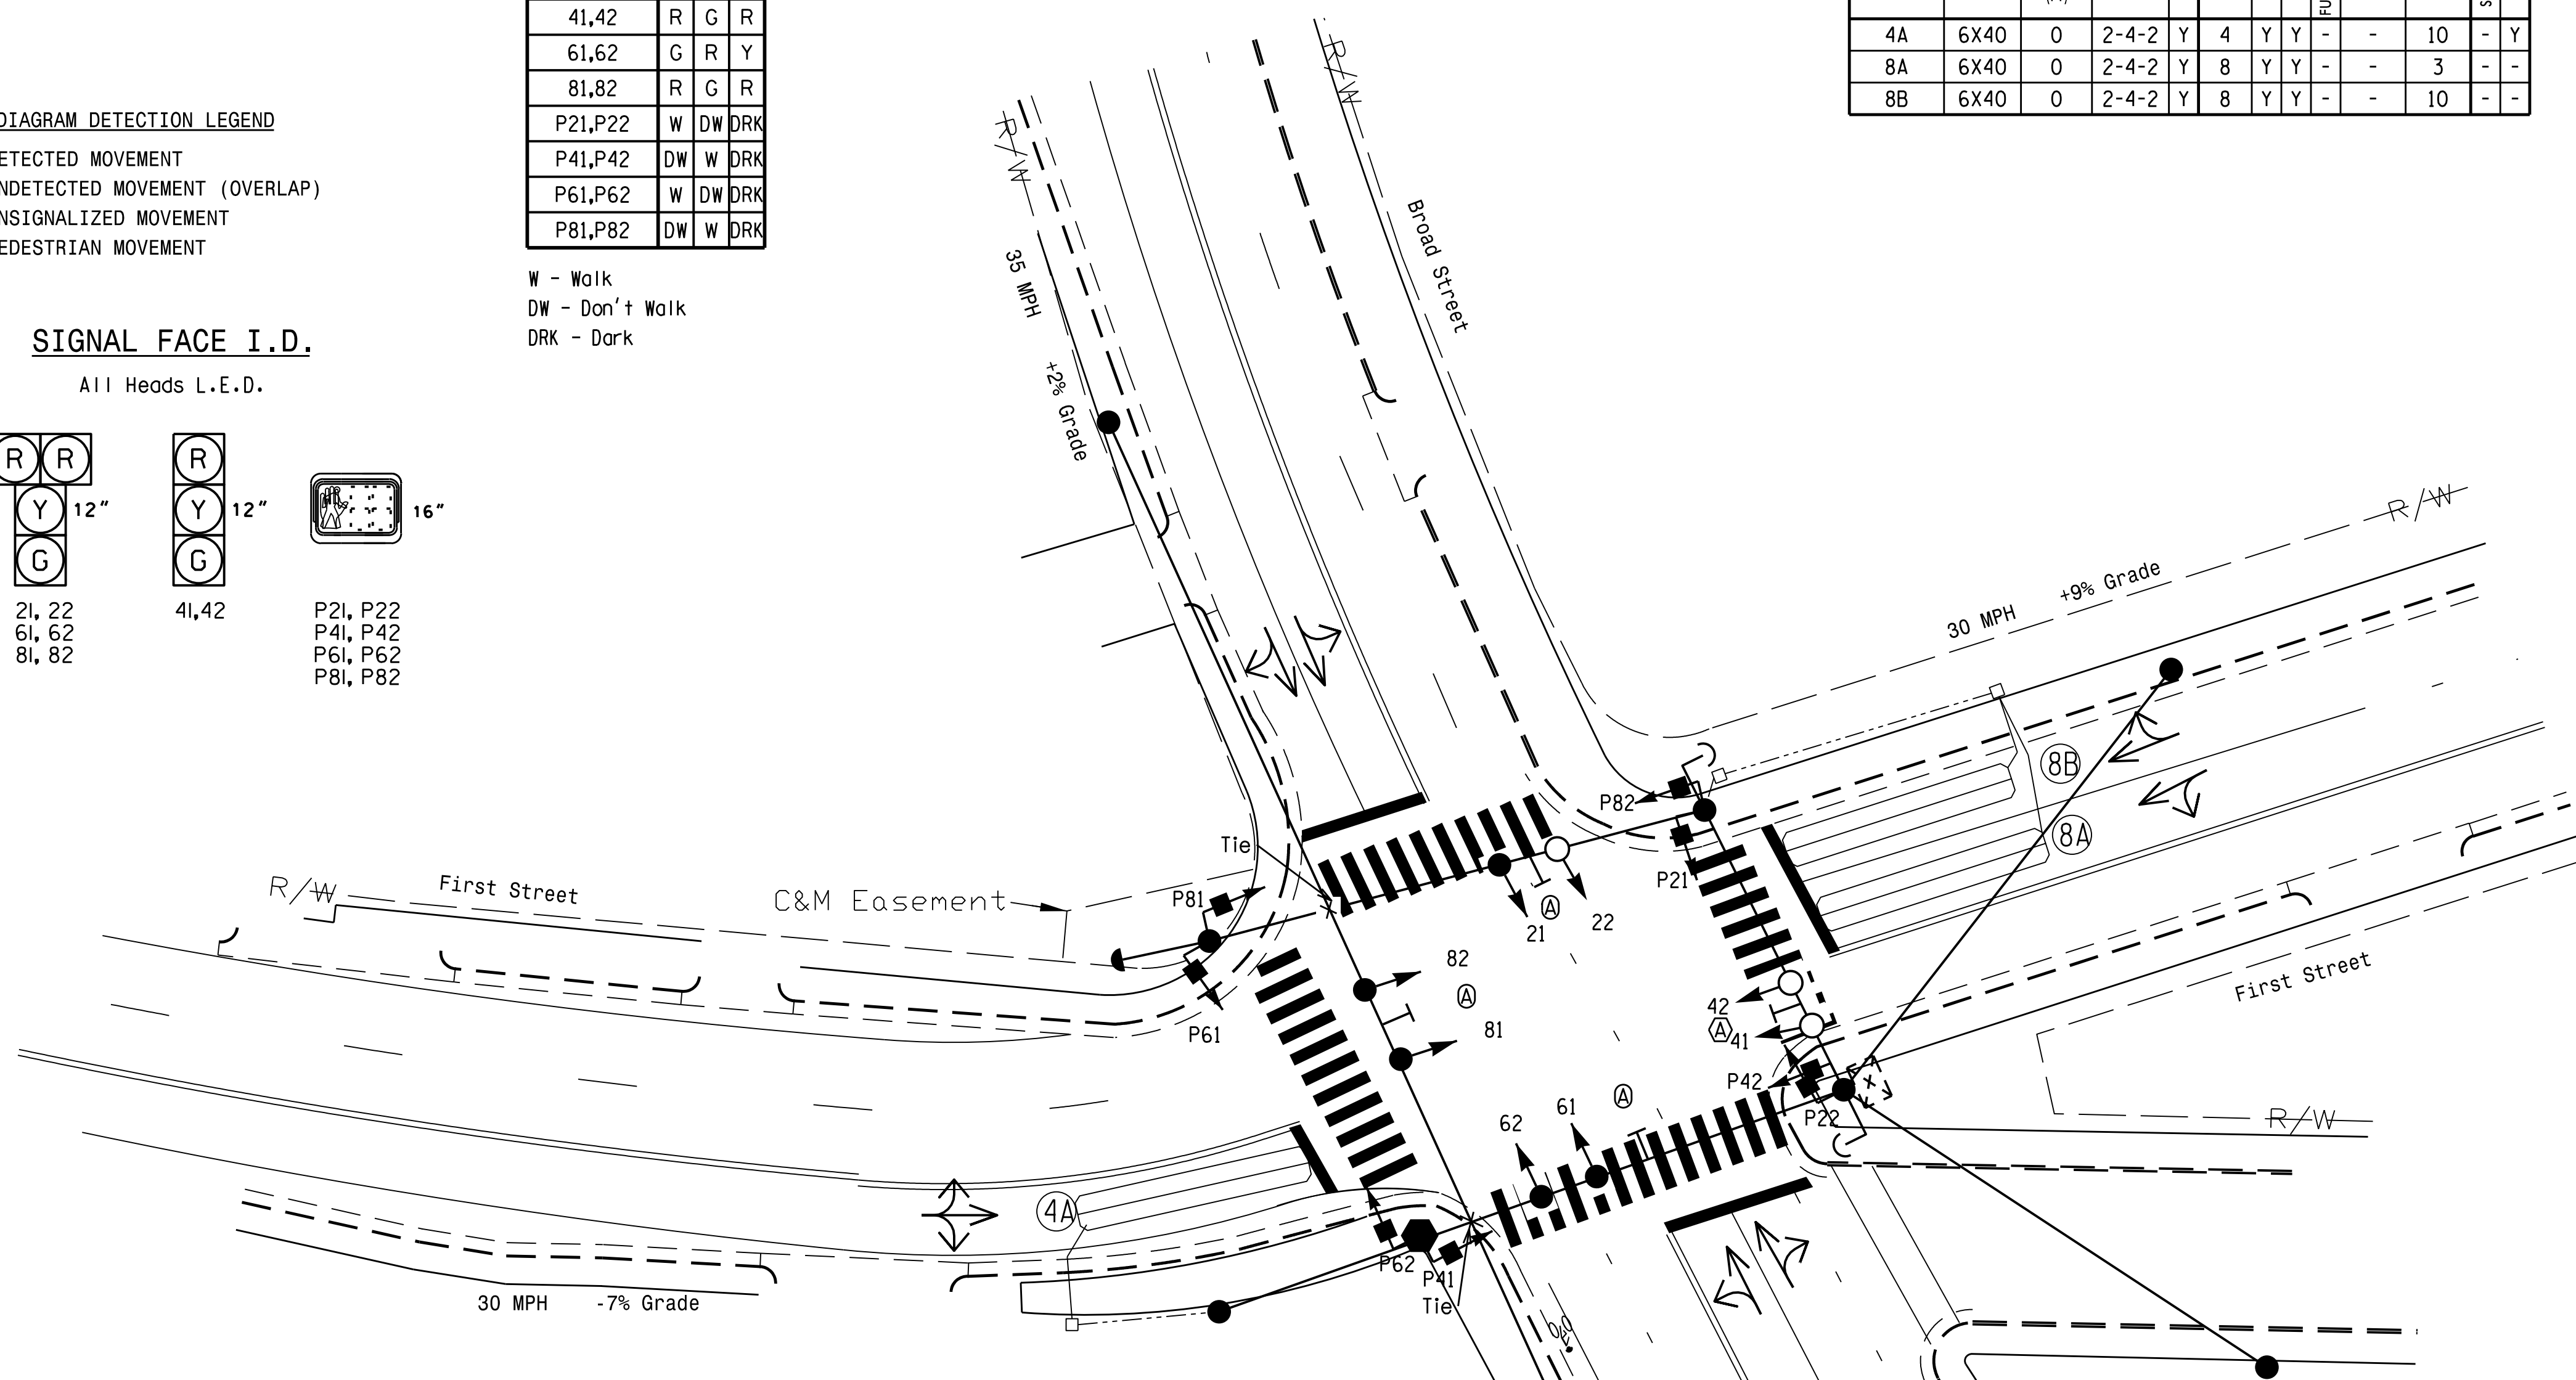 41,42 R G R
61,62 G R Y
81,82 R G R
P21,P22 W DW DRK
P41,P42 DW W DRK
P61,P62 W DW DRK
P81,P82 DW W DRK
W - Walk
DW - Don't Walk
DRK - Dark
FU
S
4A 6X40 0 2-4-2 Y 4 Y Y - - 10 - Y
8A 6X40 0 2-4-2 Y 8 Y Y - - 3 - -
8B 6X40 0 2-4-2 Y 8 Y Y - - 10 - -
DIAGRAM DETECTION LEGEND
ETECTED MOVEMENT
NDETECTED MOVEMENT (OVERLAP)
NSIGNALIZED MOVEMENT
EDESTRIAN MOVEMENT
SIGNAL FACE I.D.
All Heads L.E.D.
R R
Y 12"
G
21, 22
61, 62
81, 82
R
Y 12"
G
41,42
16"
P21, P22
P41, P42
P61, P62
P81, P82
R/W
R/W
35 MPH +2% Grade
Broad Street
R/W
30 MPH +9% Grade
8B
8A
P82
P21
Tie
R/W
First Street
C&M Easement
P81
P61
21
A
22
82
A
81
42
A
41
First Street
P42
P22
R/W
A
61
62
4A
P62
P41
Tie
30 MPH -7% Grade